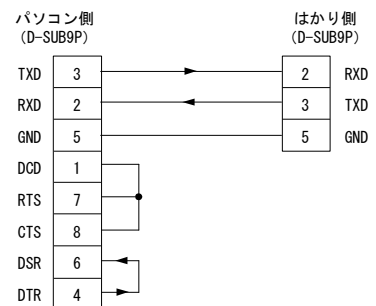 パソコン側
(D-SUB9P)
はかり側
(D-SUB9P)
TXD 3 2 RXD
RXD 2 3 TXD
GND 5 5 GND
DCD 1
RTS 7
CTS 8
DSR 6
DTR 4